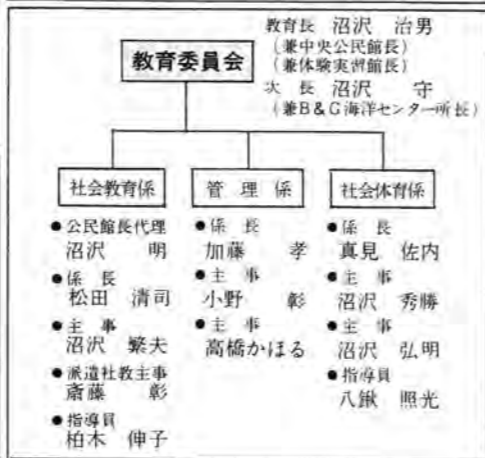 教育長 沼沢 治男
(兼中央公民館長)
(兼体験実習館長)
次長 沼沢 守
(兼B&G海洋センター所長)
教育委員会
社会教育係
●公民館長代理
沼沢 明
●係長
松田 清司
●主事
沼沢 繁夫
●派遣社教主事
斎藤 彰
●指導員
柏木 伸子
管理係
●係長
加藤 孝
●主事
小野 彰
●主事
高橋かほる
社会体育係
●係長
真見 佐内
●主事
沼沢 秀勝
●主事
沼沢 弘明
●指導員
八鍬 照光